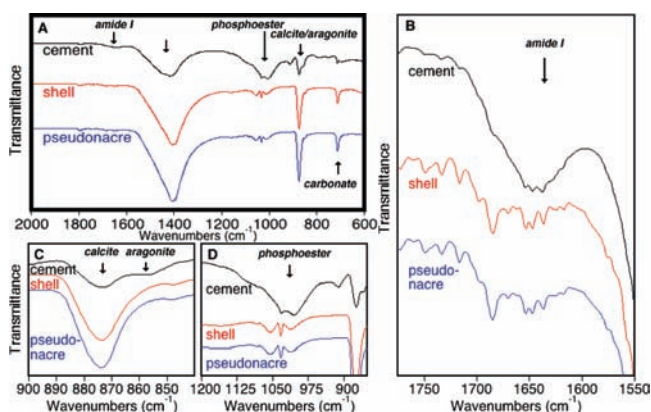 A
amide I
phosphoester
calcite/aragonite
cement
shell
pseudonacre
carbonate
Transmittance
2000 1800 1600 1400 1200 1000 800 600
Wavenumbers (cm-1)
B
amide I
cement
shell
pseudo-
nacre
Transmittance
1750 1700 1650 1600 1550
Wavenumbers (cm-1)
C
calcite aragonite
cement
shell
pseudo-
nacre
Transmittance
900 890 870 850
Wavenumbers (cm-1)
D
phosphoester
cement
shell
pseudonacre
1200 1125 1050 975 900
Wavenumbers (cm-1)